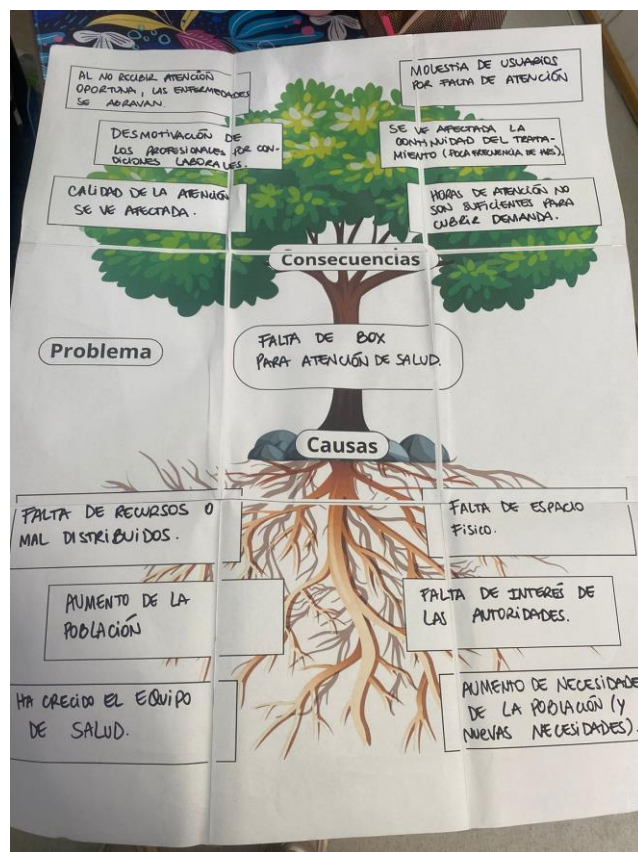 AL NO RECIBIR ATENCIÓN
OPORTUNA, LAS ENFERMEDADES
SE AGRAVAN.
MOLESTIA DE USUARIOS
POR FALTA DE ATENCIÓN
DESMOTIVACIÓN DE
LOS PROFESIONALES POR CON-
DICIONES LABORALES.
SE VE AFECTADA LA
CONTINUIDAD DEL TRATA-
MIENTO (POCA FRECUENCIA DE HRS).
CALIDAD DE LA ATENCIÓN
SE VE AFECTADA.
HORAS DE ATENCIÓN NO
SON SUFICIENTES PARA
CUBRIR DEMANDA.
Consecuencias
Problema
FALTA DE BOX
PARA ATENCIÓN DE SALUD.
Causas
FALTA DE RECURSOS O
MAL DISTRIBUIDOS.
FALTA DE ESPACIO
FÍSICO.
AUMENTO DE LA
POBLACIÓN
FALTA DE INTERÉS DE
LAS AUTORIDADES.
HA CRECIDO EL EQUIPO
DE SALUD.
AUMENTO DE NECESIDADE
DE LA POBLACIÓN (Y
NUEVAS NECESIDADES).